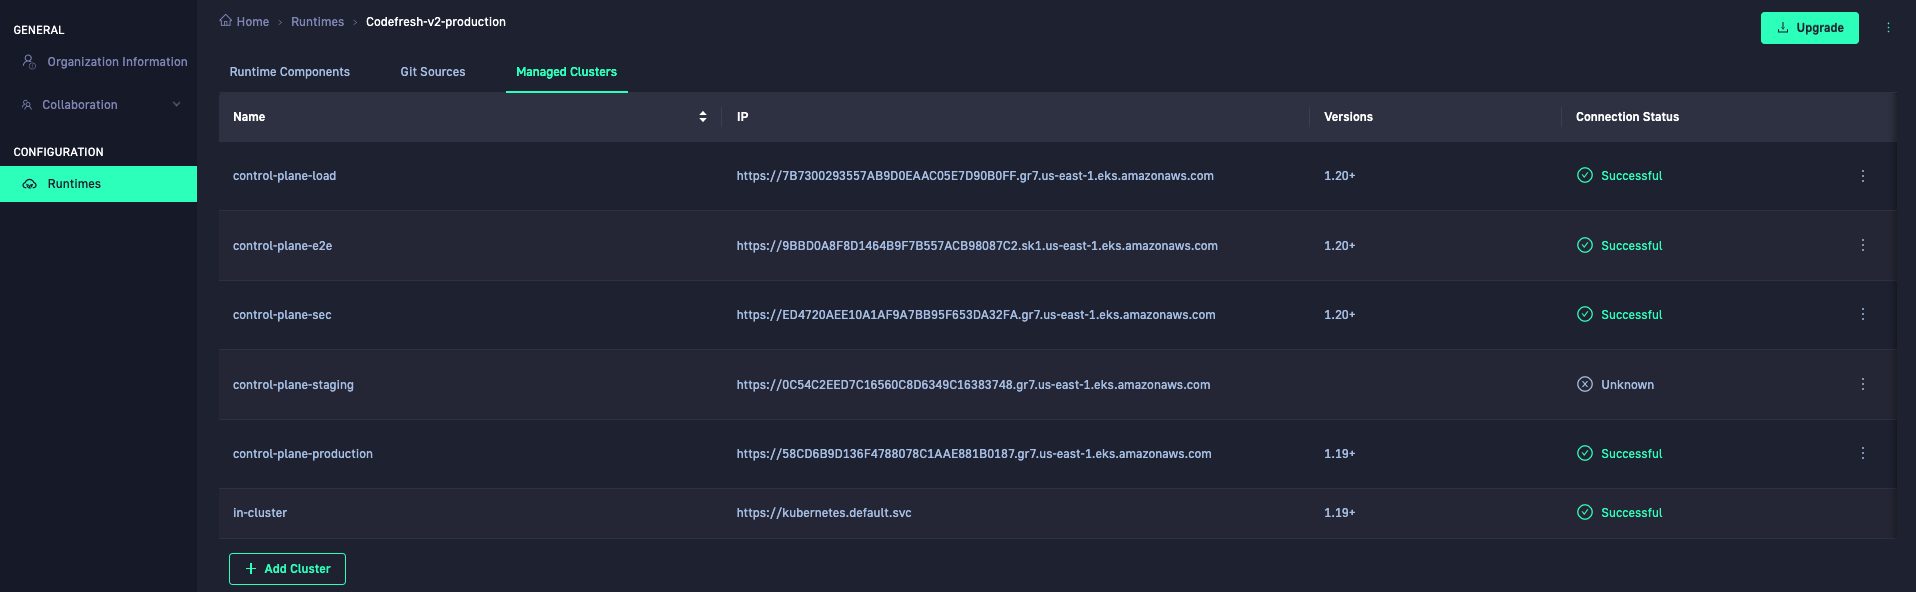 GENERAL
Organization Information
Collaboration
CONFIGURATION
Runtimes
Home › Runtimes › Codefresh-v2-production
Upgrade
Runtime Components Git Sources Managed Clusters
Name IP Versions Connection Status
control-plane-load https://7B7300293557AB9D0EAAC05E7D90B0FF.gr7.us-east-1.eks.amazonaws.com 1.20+ Successful
control-plane-e2e https://9BBD0A8F8D1464B9F7B557ACB98087C2.sk1.us-east-1.eks.amazonaws.com 1.20+ Successful
control-plane-sec https://ED4720AEE10A1AF9A7BB95F653DA32FA.gr7.us-east-1.eks.amazonaws.com 1.20+ Successful
control-plane-staging https://0C54C2EED7C16560C8D6349C16383748.gr7.us-east-1.eks.amazonaws.com Unknown
control-plane-production https://58CD6B9D136F4788078C1AAE881B0187.gr7.us-east-1.eks.amazonaws.com 1.19+ Successful
in-cluster https://kubernetes.default.svc 1.19+ Successful
+ Add Cluster